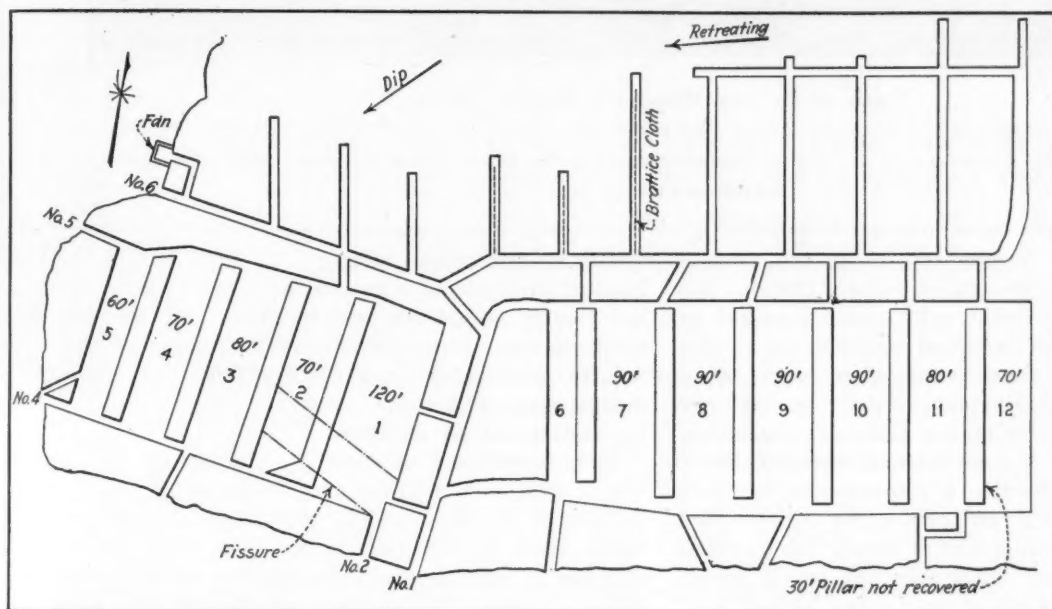 Retreating
Dip
Fan
Brattice Cloth
No.6
No.5
60'
5
70'
4
80'
3
70'
2
120'
1
6
90'
7
90'
8
90'
9
90'
10
80'
11
70'
12
No.4
Fissure
No.2
No.1
30' Pillar not recovered